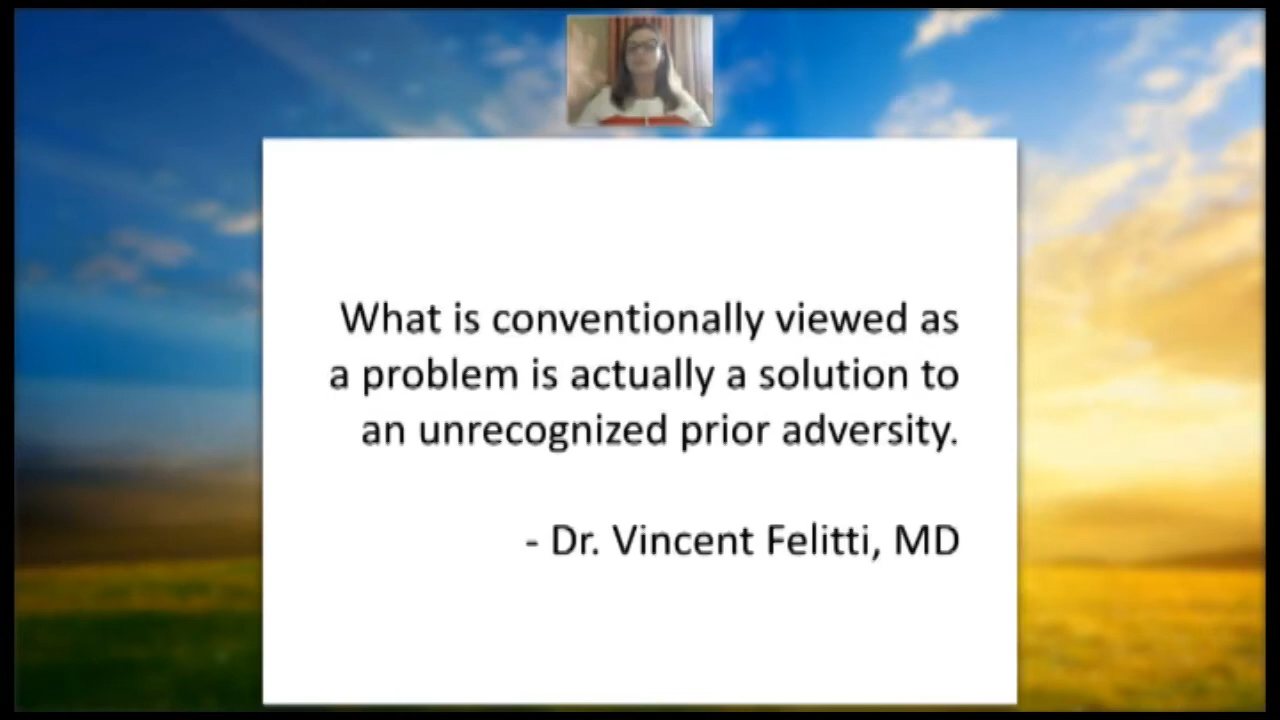 What is conventionally viewed as
a problem is actually a solution to
an unrecognized prior adversity.
- Dr. Vincent Felitti, MD